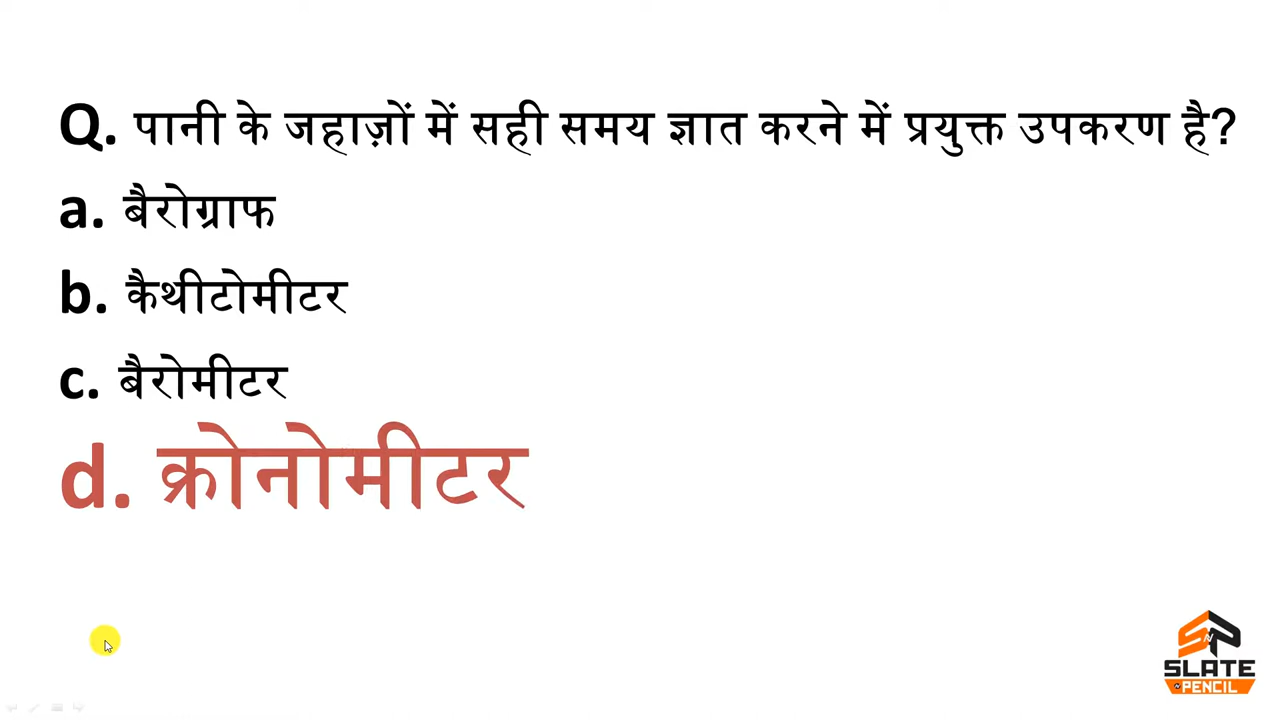 Q. पानी के जहाज़ों में सही समय ज्ञात करने में प्रयुक्त उपकरण है?
a. बैरोग्राफ
b. कैथीटोमीटर
c. बैरोमीटर
d. क्रोनोमीटर
SLATE
PENCIL